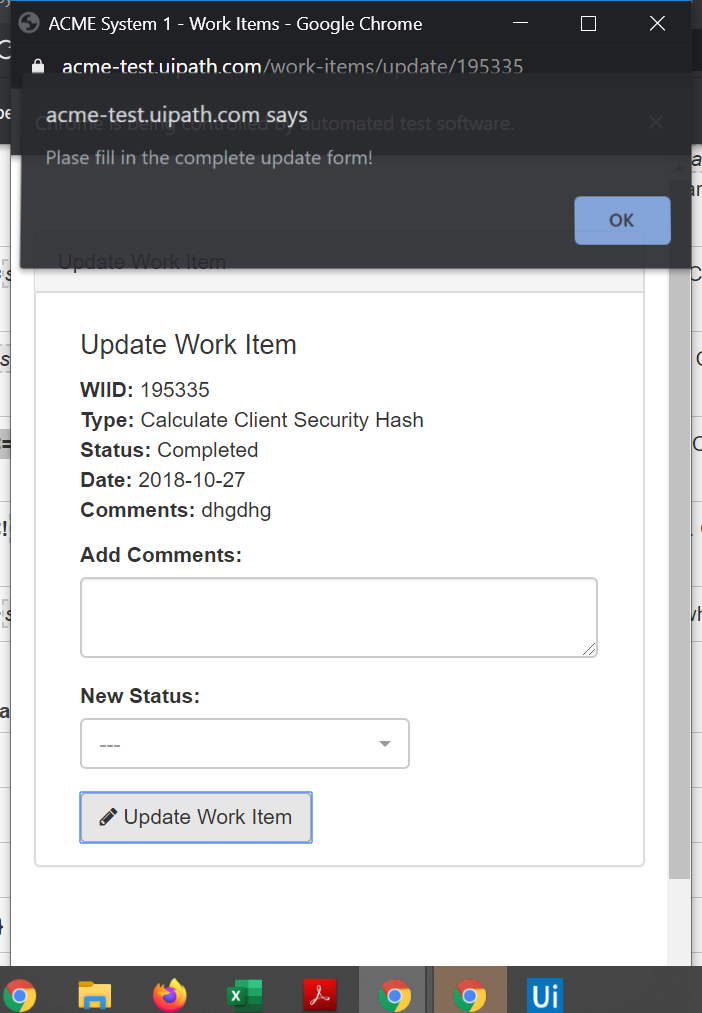 ACME System 1 - Work Items - Google Chrome
acme-test.uipath.com/work-items/update/195335
acme-test.uipath.com says
Chrome is being controlled by automated test software.
Plase fill in the complete update form!
OK
Update Work Item
Update Work Item
WIID: 195335
Type: Calculate Client Security Hash
Status: Completed
Date: 2018-10-27
Comments: dhgdhg
Add Comments:
New Status:
---
Update Work Item
Ui